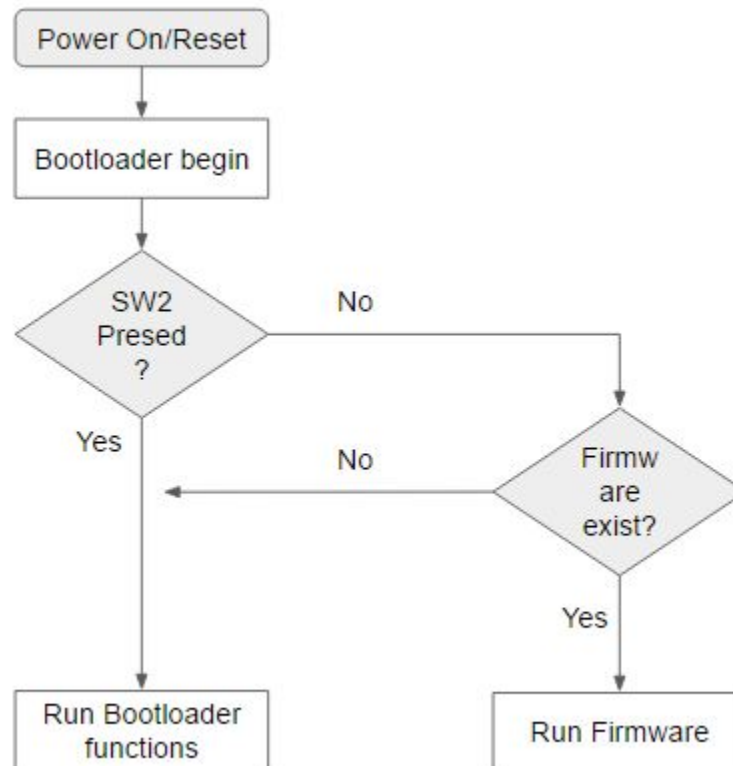 Power On/Reset
Bootloader begin
SW2
Presed
?
No
Yes
No
Firmw
are
exist?
Yes
Run Bootloader
functions
Run Firmware